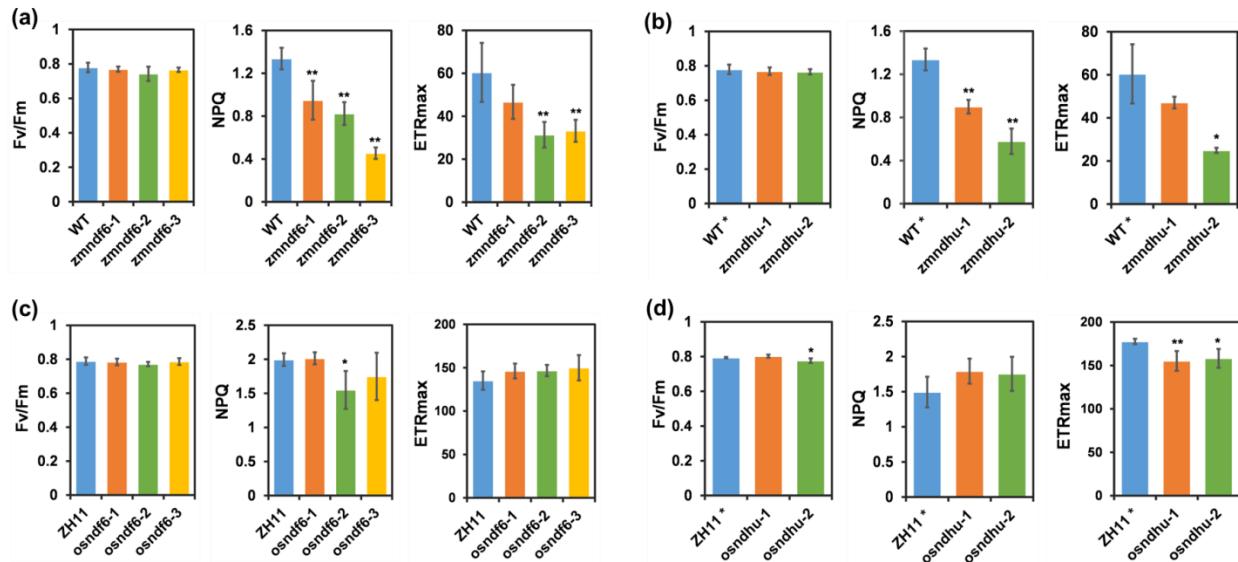 (a)
Fv/Fm
1
0.8
0.6
0.4
0.2
0
WT
zmndf6-1
zmndf6-2
zmndf6-3
NPQ
1.6
1.2
0.8
0.4
0
**
**
**
WT
zmndf6-1
zmndf6-2
zmndf6-3
ETRmax
80
60
40
20
0
**
**
WT
zmndf6-1
zmndf6-2
zmndf6-3
(b)
Fv/Fm
1
0.8
0.6
0.4
0.2
0
WT *
zmndhu-1
zmndhu-2
NPQ
1.6
1.2
0.8
0.4
0
**
**
WT *
zmndhu-1
zmndhu-2
ETRmax
80
60
40
20
0
*
WT *
zmndhu-1
zmndhu-2
(c)
Fv/Fm
1
0.8
0.6
0.4
0.2
0
ZH11
osndf6-1
osndf6-2
osndf6-3
NPQ
2.5
2
1.5
1
0.5
0
*
ZH11
osndf6-1
osndf6-2
osndf6-3
ETRmax
200
150
100
50
0
ZH11
osndf6-1
osndf6-2
osndf6-3
(d)
Fv/Fm
1
0.8
0.6
0.4
0.2
0
*
ZH11 *
osndhu-1
osndhu-2
NPQ
2.5
2
1.5
1
0.5
0
ZH11 *
osndhu-1
osndhu-2
ETRmax
200
150
100
50
0
**
*
ZH11 *
osndhu-1
osndhu-2